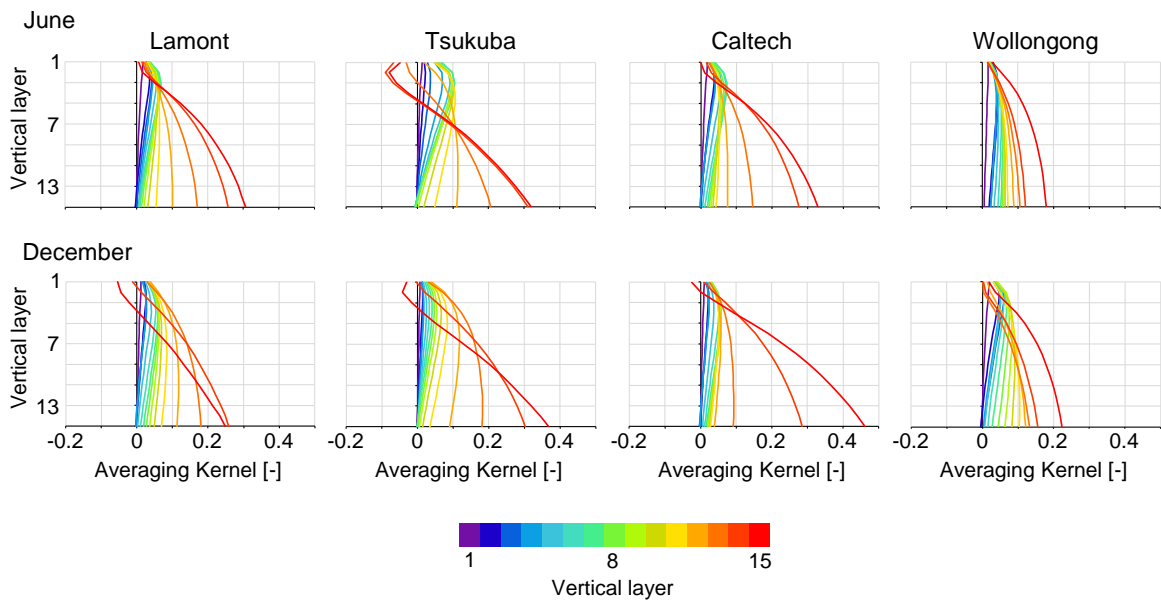 June
Lamont Tsukuba Caltech Wollongong
Vertical layer
1
7
13
December
Vertical layer
1
7
13
-0.2 0 0.2 0.4 -0.2 0 0.2 0.4 -0.2 0 0.2 0.4 -0.2 0 0.2 0.4
Averaging Kernel [-] Averaging Kernel [-] Averaging Kernel [-] Averaging Kernel [-]
1 8 15
Vertical layer